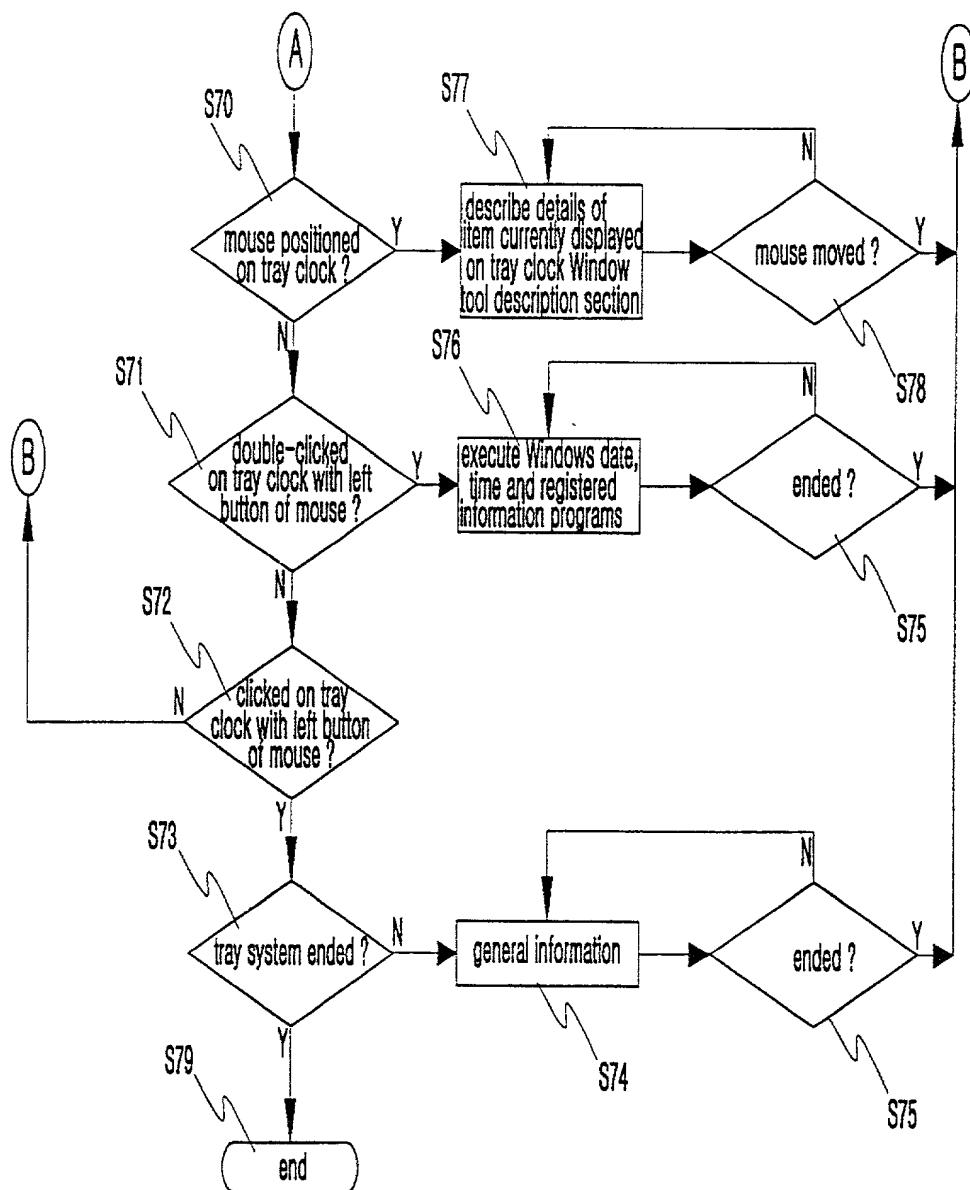 A
B
S70
S77
N
mouse positioned
on tray clock ?
Y
describe details of
item currently displayed
on tray clock Window
tool description section
mouse moved ?
Y
N
S76
S78
S71
N
B
double-clicked
on tray clock with left
button of mouse ?
Y
execute Windows date,
time and registered
information programs
ended ?
Y
N
S75
S72
N
clicked on tray
clock with left button
of mouse ?
Y
S73
N
tray system ended ?
N
general information
ended ?
Y
Y
S79
S74
S75
end